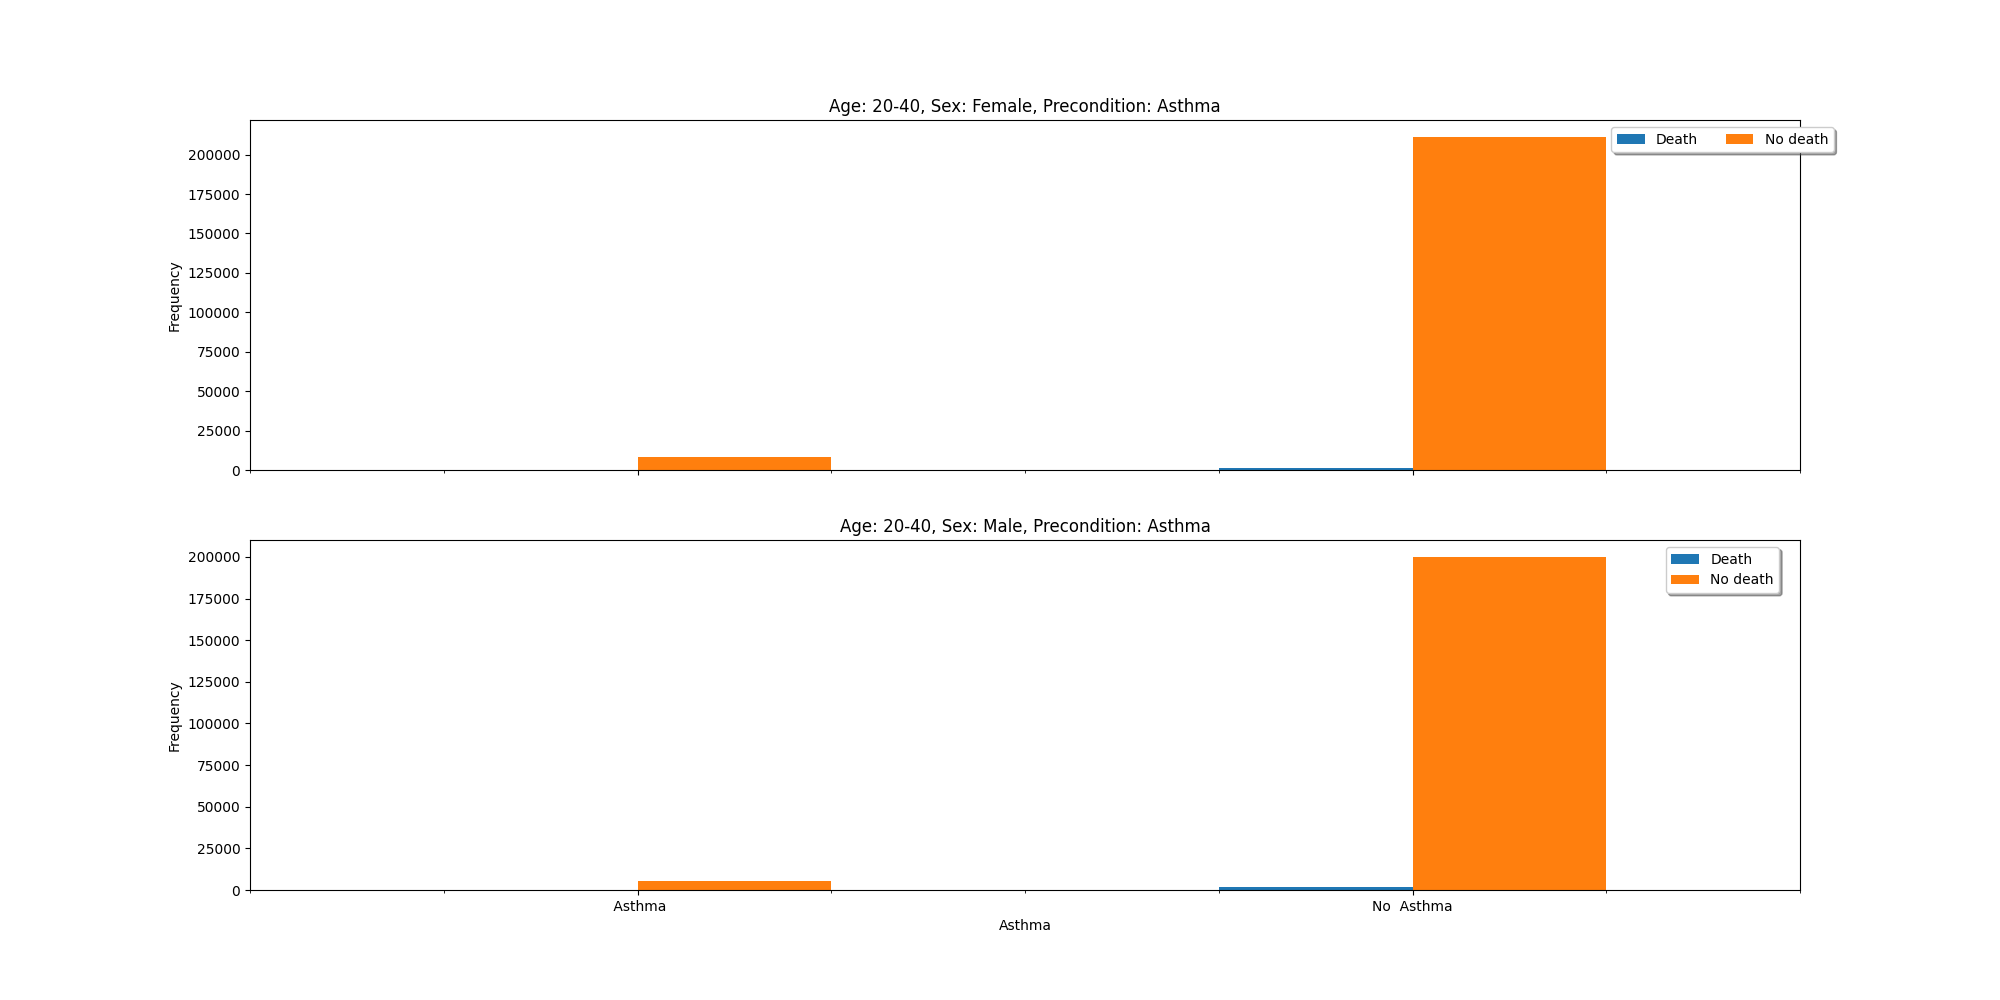 Age: 20-40, Sex: Female, Precondition: Asthma
Death No death
200000
175000
150000
125000
100000
75000
50000
25000
0
Frequency
Age: 20-40, Sex: Male, Precondition: Asthma
Death
No death
200000
175000
150000
125000
100000
75000
50000
25000
0
Frequency
Asthma No  Asthma
Asthma